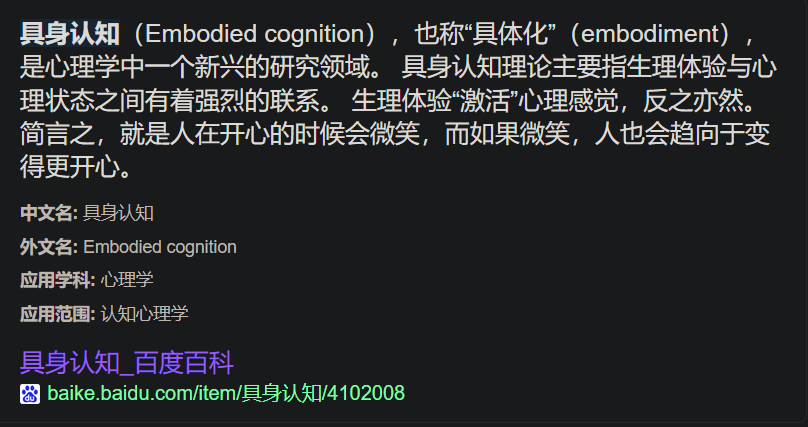 具身认知（Embodied cognition），也称“具体化”（embodiment），
是心理学中一个新兴的研究领域。 具身认知理论主要指生理体验与心
理状态之间有着强烈的联系。 生理体验“激活”心理感觉，反之亦然。
简言之，就是人在开心的时候会微笑，而如果微笑，人也会趋向于变
得更开心。
中文名: 具身认知
外文名: Embodied cognition
应用学科: 心理学
应用范围: 认知心理学
具身认知_百度百科
du baike.baidu.com/item/具身认知/4102008